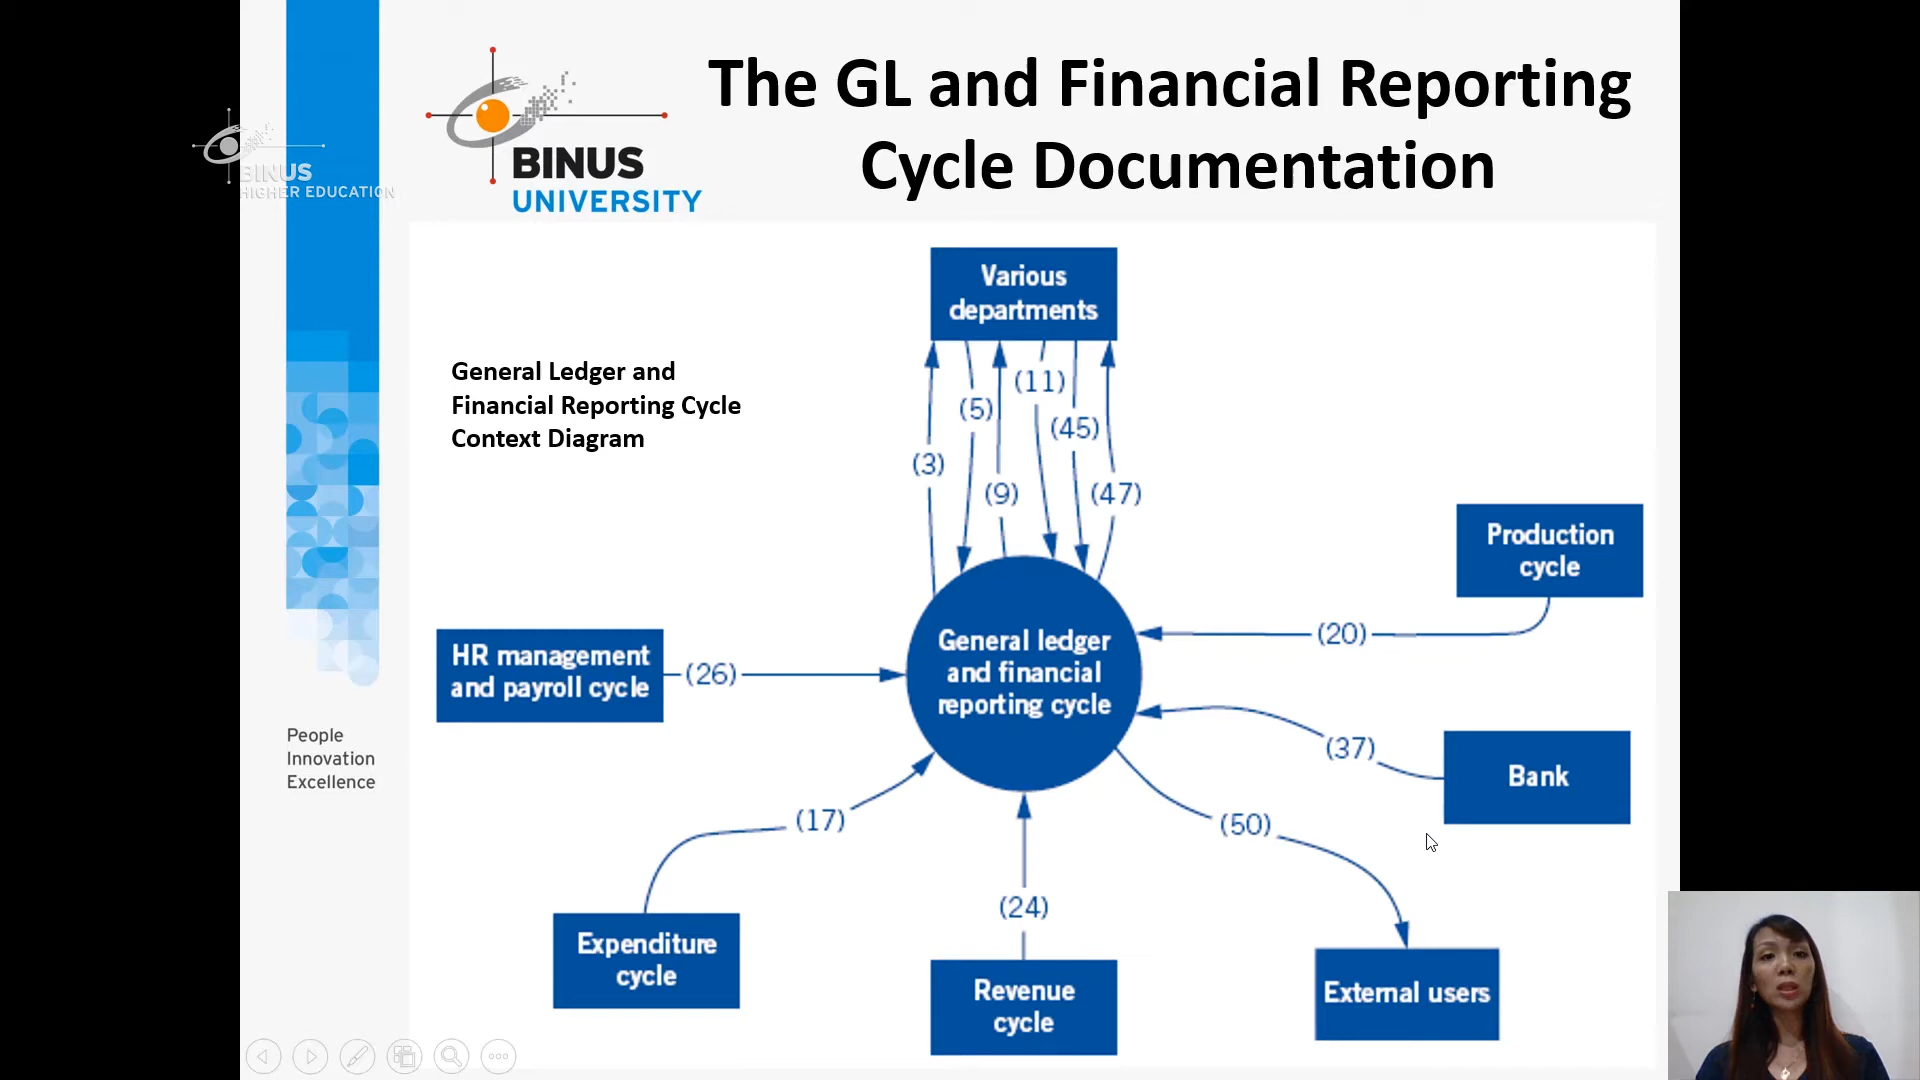 The GL and Financial Reporting
Cycle Documentation
BINUS
UNIVERSITY
BINUS
HIGHER EDUCATION
People
Innovation
Excellence
General Ledger and
Financial Reporting Cycle
Context Diagram
Various
departments
(11)
(5)
(45)
(3)
(9)
(47)
Production
cycle
(20)
HR management
and payroll cycle
(26)
General ledger
and financial
reporting cycle
(37)
Bank
(17)
(50)
(24)
Expenditure
cycle
Revenue
cycle
External users